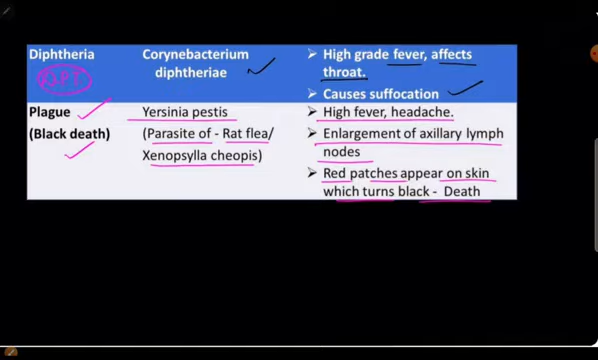 Diphtheria
Corynebacterium
diphtheriae
➢ High grade fever, affects
throat.
➢ Causes suffocation
Plague
(Black death)
Yersinia pestis
(Parasite of - Rat flea/
Xenopsylla cheopis)
➢ High fever, headache.
➢ Enlargement of axillary lymph
nodes
➢ Red patches appear on skin
which turns black - Death